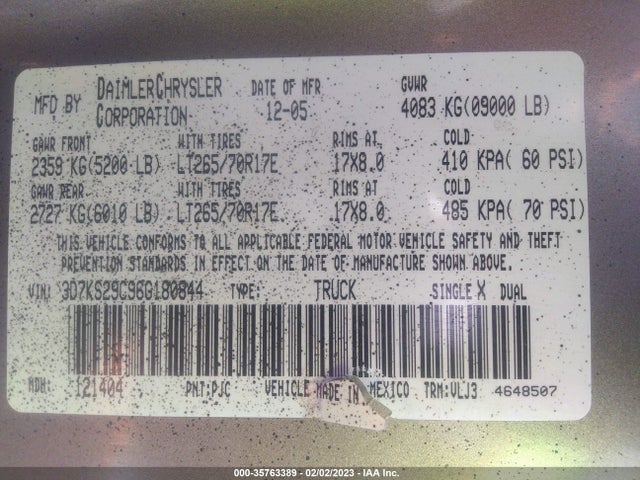 MFD BY DAIMLERCHRYSLER CORPORATION DATE OF MFR 12-05 GVWR 4083 KG(09000 LB)
GAWR FRONT WITH TIRES RIMS AT COLD
2359 KG(5200 LB) LT265/70R17E 17X8.0 410 KPA( 60 PSI)
GAWR REAR WITH TIRES RIMS AT COLD
2727 KG(6010 LB) LT265/70R17E 17X8.0 485 KPA( 70 PSI)
THIS VEHICLE CONFORMS TO ALL APPLICABLE FEDERAL MOTOR VEHICLE SAFETY AND THEFT
PREVENTION STANDARDS IN EFFECT ON THE DATE OF MANUFACTURE SHOWN ABOVE.
VIN: 3D7KS29C96G180844 TYPE: TRUCK SINGLE X DUAL
MDH: 121404 PNT:PJC VEHICLE MADE IN MEXICO TRM:VLJ3 4648507
000-35763389 - 02/02/2023 - IAA Inc.